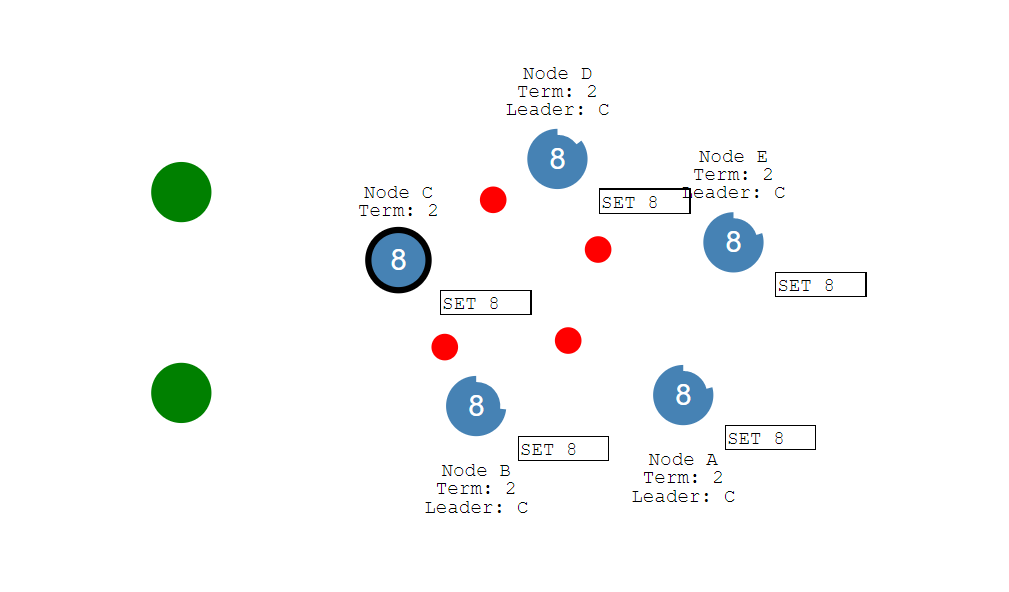 Node D
Term: 2
Leader: C
8
SET 8
Node E
Term: 2
Leader: C
8
SET 8
Node C
Term: 2
8
SET 8
8
SET 8
Node B
Term: 2
Leader: C
8
SET 8
Node A
Term: 2
Leader: C